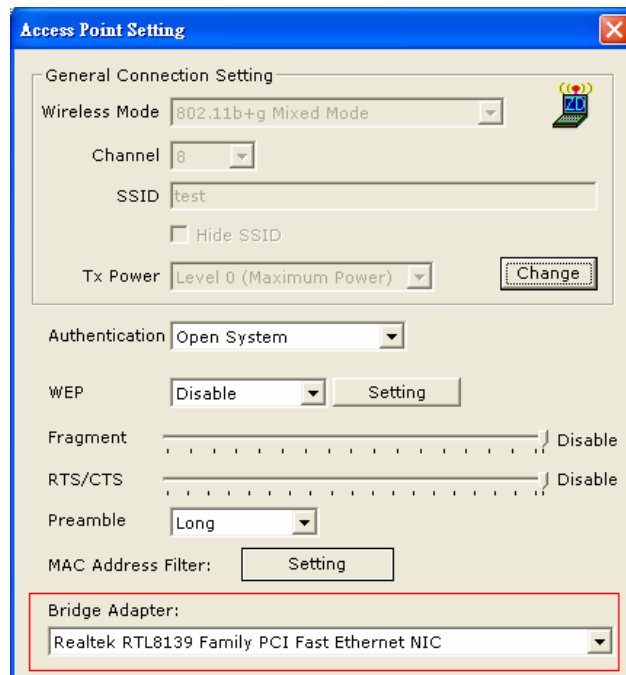 Access Point Setting
General Connection Setting
ZD
Wireless Mode 802.11b+g Mixed Mode
Channel 8
SSID test
Hide SSID
Tx Power Level 0 (Maximum Power) Change
Authentication Open System
WEP Disable Setting
Fragment Disable
RTS/CTS Disable
Preamble Long
MAC Address Filter: Setting
Bridge Adapter:
Realtek RTL8139 Family PCI Fast Ethernet NIC